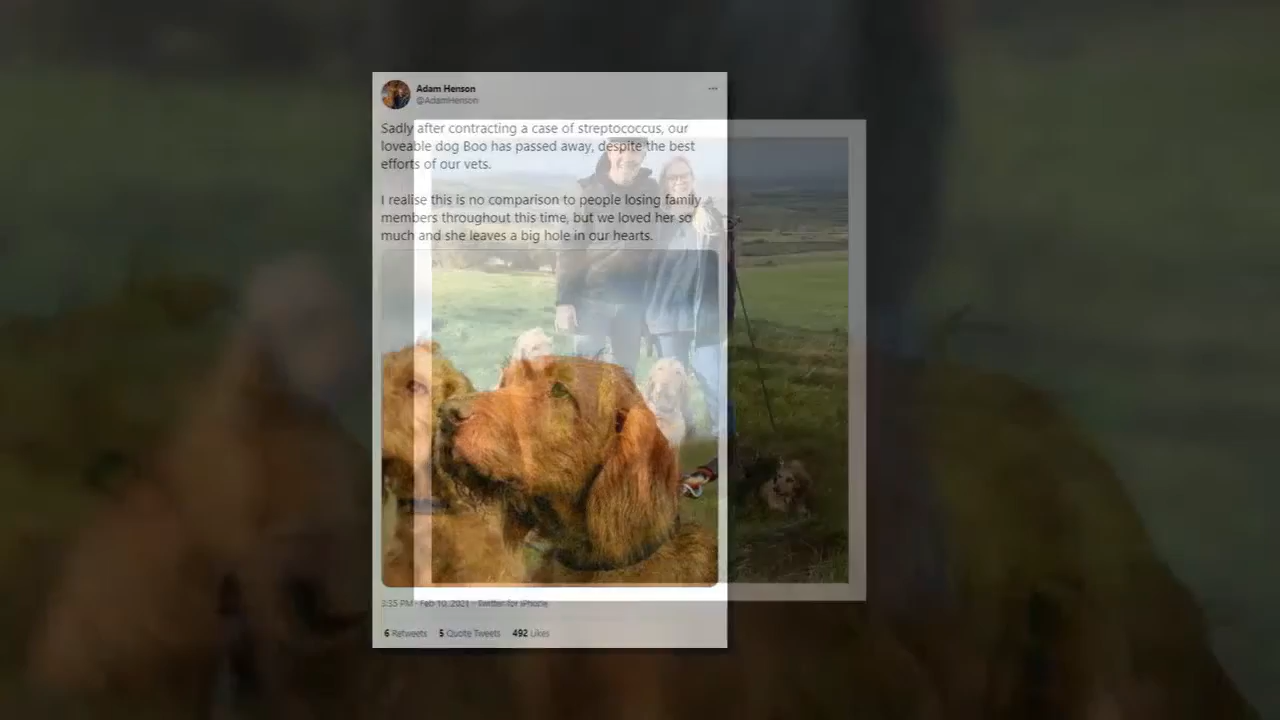 Adam Henson
@AdamHenson
Sadly after contracting a case of streptococcus, our
loveable dog Boo has passed away, despite the best
efforts of our vets.
I realise this is no comparison to people losing family
members throughout this time, but we loved her so
much and she leaves a big hole in our hearts.
3:35 PM · Feb 10, 2021 · Twitter for iPhone
6 Retweets 5 Quote Tweets 492 Likes